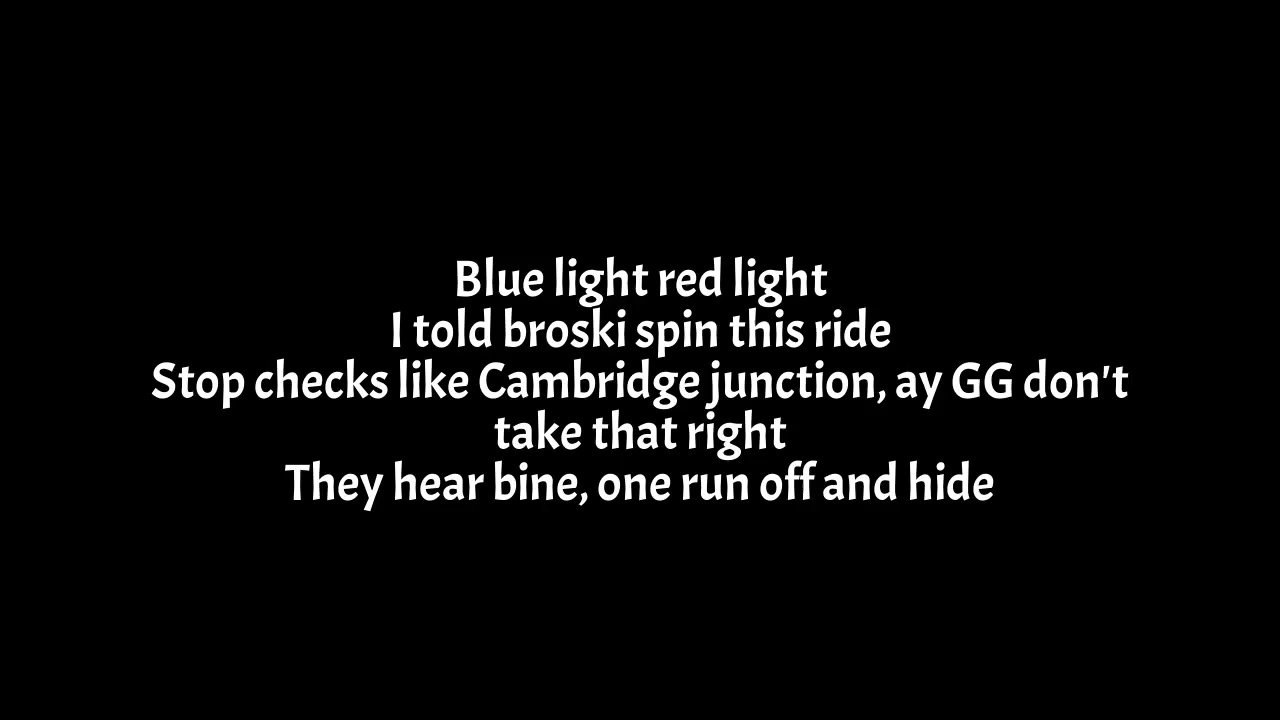 Blue light red light
I told broski spin this ride
Stop checks like Cambridge junction, ay GG don't
take that right
They hear bine, one run off and hide